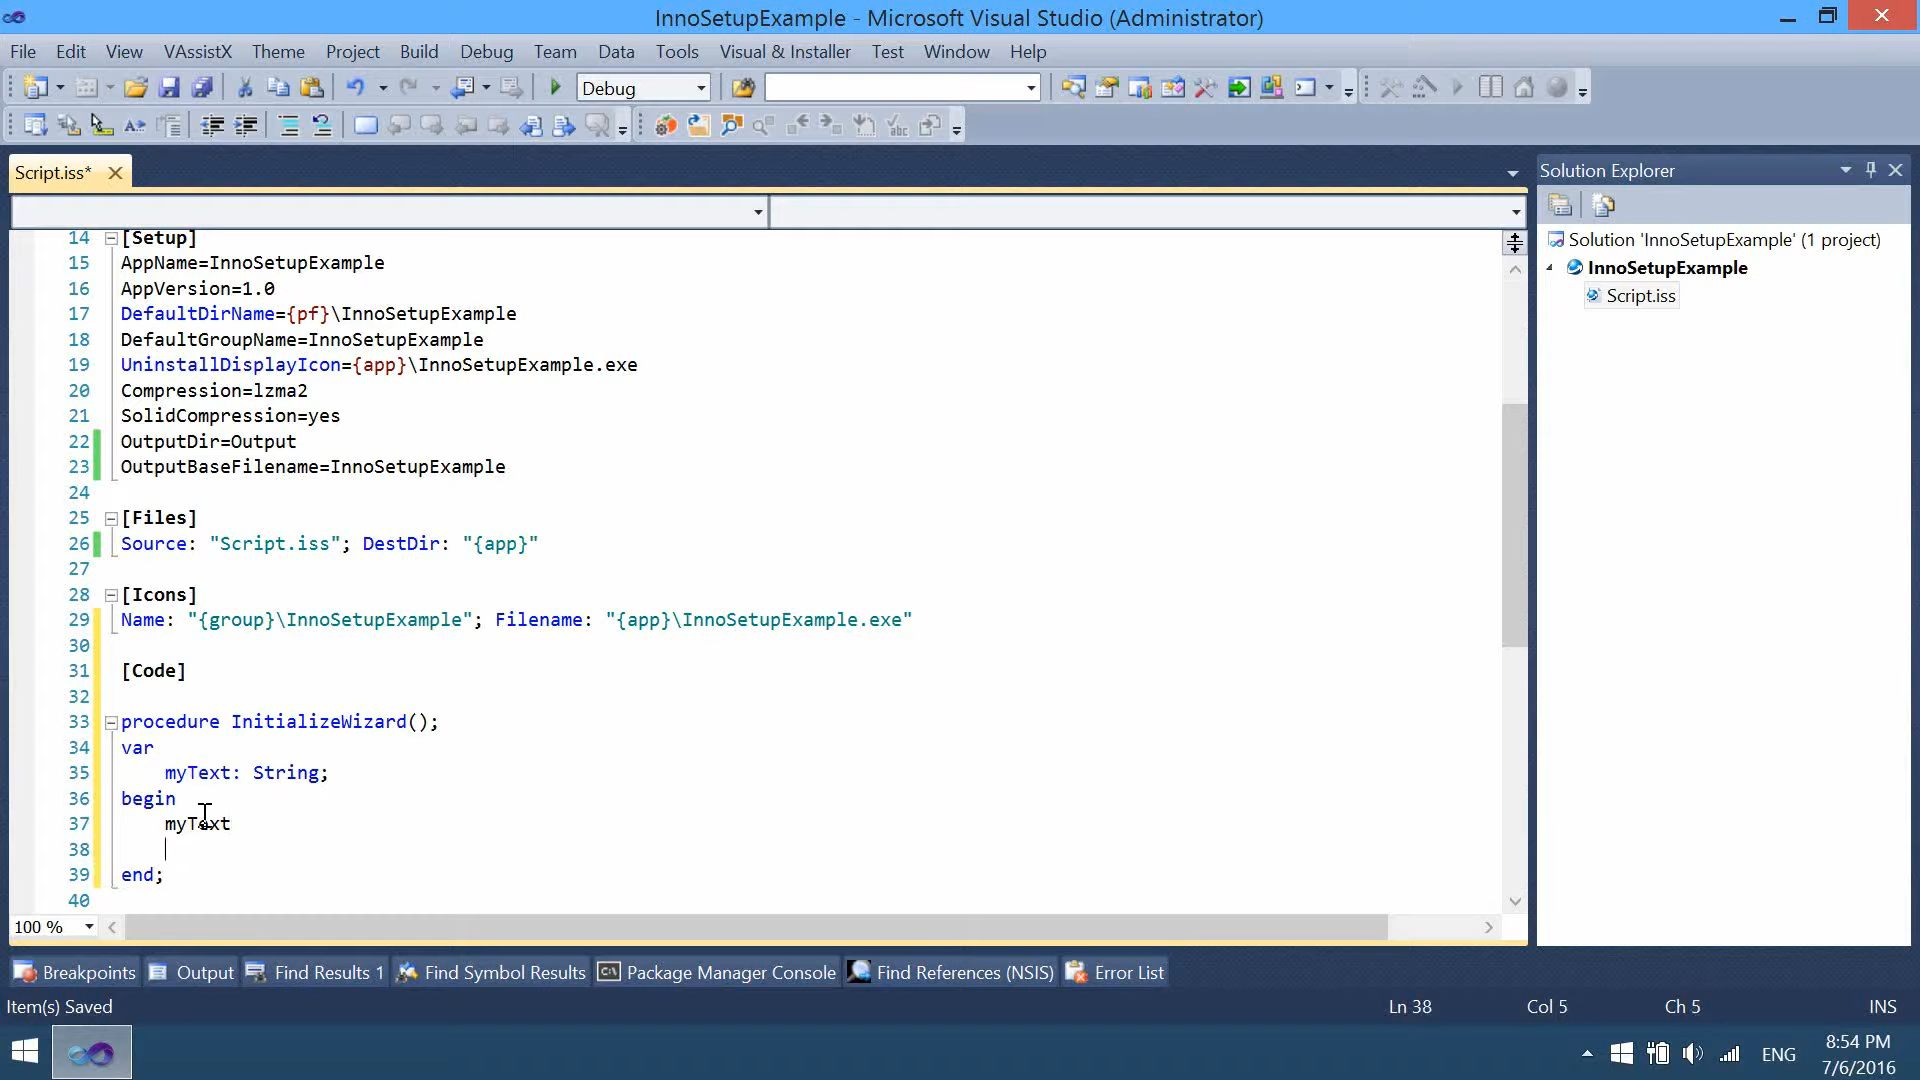 InnoSetupExample - Microsoft Visual Studio (Administrator)
File Edit View VAssistX Theme Project Build Debug Team Data Tools Visual & Installer Test Window Help
Debug
Script.iss*
Solution Explorer
Solution 'InnoSetupExample' (1 project)
InnoSetupExample
Script.iss
14 [Setup]
15 AppName=InnoSetupExample
16 AppVersion=1.0
17 DefaultDirName={pf}\InnoSetupExample
18 DefaultGroupName=InnoSetupExample
19 UninstallDisplayIcon={app}\InnoSetupExample.exe
20 Compression=lzma2
21 SolidCompression=yes
22 OutputDir=Output
23 OutputBaseFilename=InnoSetupExample
24
25 [Files]
26 Source: "Script.iss"; DestDir: "{app}"
27
28 [Icons]
29 Name: "{group}\InnoSetupExample"; Filename: "{app}\InnoSetupExample.exe"
30
31 [Code]
32
33 procedure InitializeWizard();
34 var
35 myText: String;
36 begin
37 myText
38
39 end;
40
100 %
Breakpoints Output Find Results 1 Find Symbol Results Package Manager Console Find References (NSIS) Error List
Item(s) Saved Ln 38 Col 5 Ch 5 INS
ENG
8:54 PM
7/6/2016